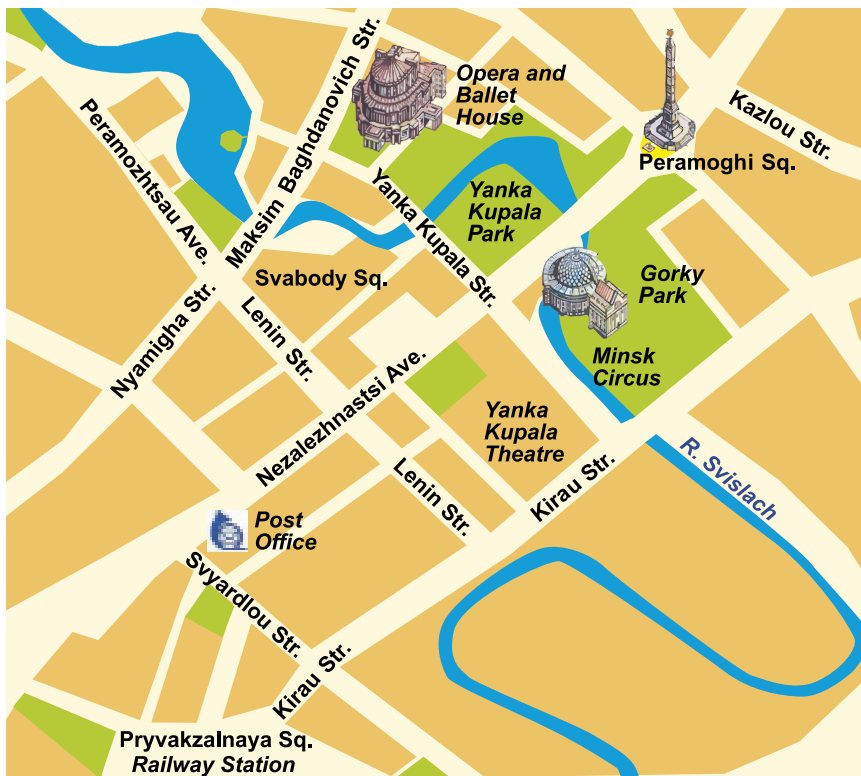 Maksim Baghdanovich Str.
Opera and
Ballet
House
Kazlou Str.
Peramoghi Sq.
Peramozhtsau Ave.
Yanka
Kupala
Park
Yanka Kupala Str.
Svabody Sq.
Gorky
Park
Nyamigha Str.
Lenin Str.
Minsk
Circus
Nezalezhnastsi Ave.
Yanka
Kupala
Theatre
R. Svislach
Lenin Str.
Kirau Str.
Post
Office
Svyardlou Str.
Kirau Str.
Pryvakzalnaya Sq.
Railway Station